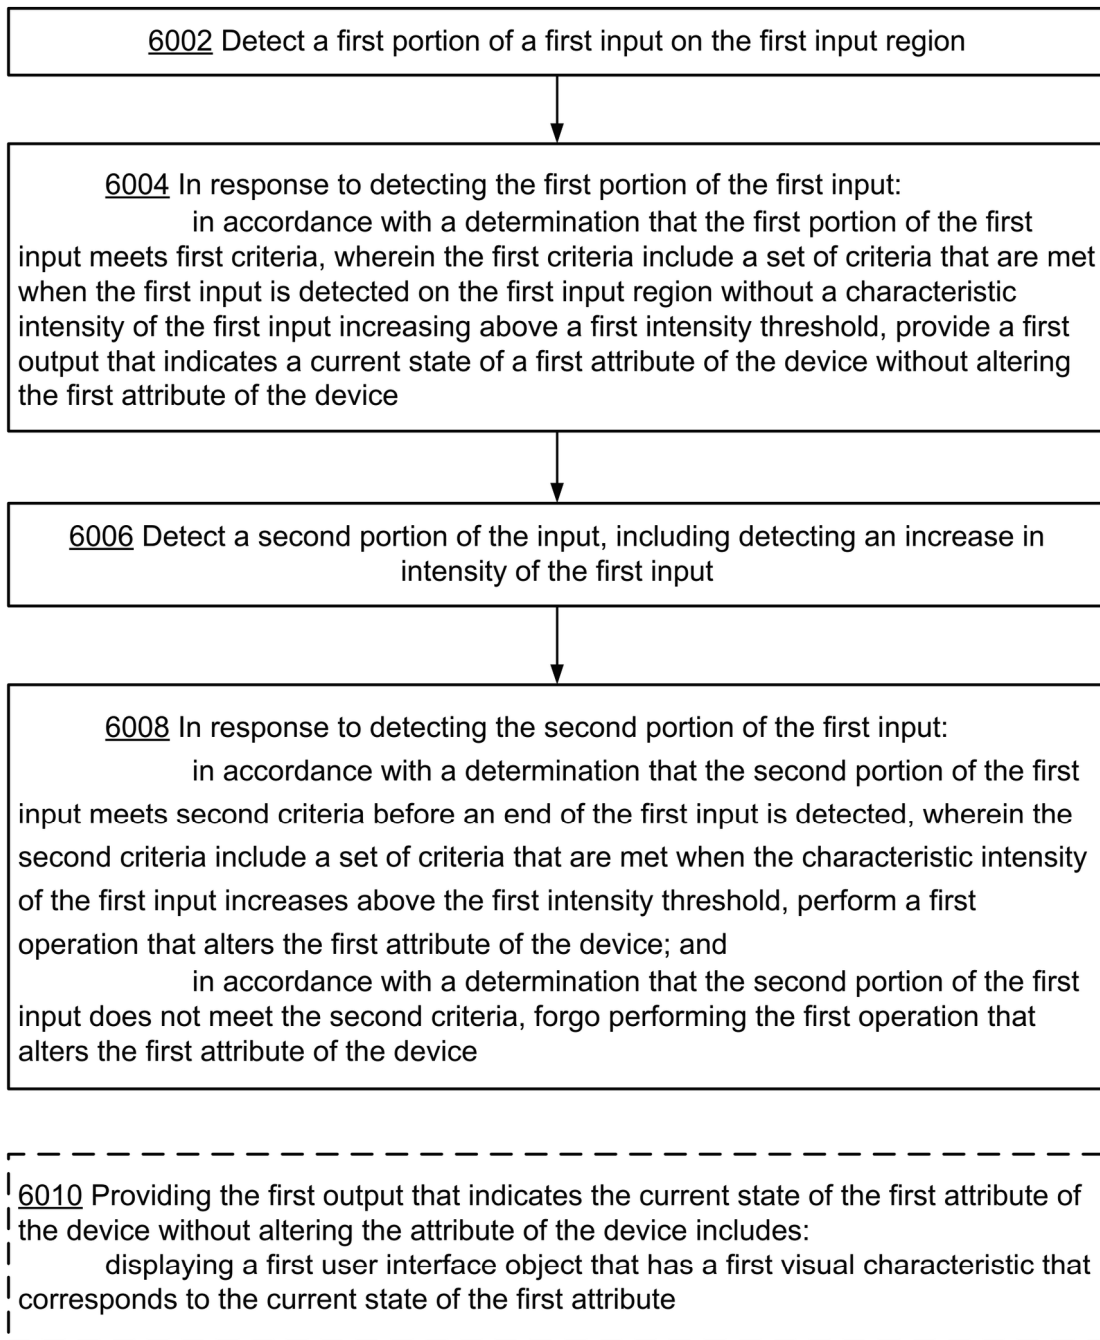 6002 Detect a first portion of a first input on the first input region
6004 In response to detecting the first portion of the first input:
in accordance with a determination that the first portion of the first
input meets first criteria, wherein the first criteria include a set of criteria that are met
when the first input is detected on the first input region without a characteristic
intensity of the first input increasing above a first intensity threshold, provide a first
output that indicates a current state of a first attribute of the device without altering
the first attribute of the device
6006 Detect a second portion of the input, including detecting an increase in
intensity of the first input
6008 In response to detecting the second portion of the first input:
in accordance with a determination that the second portion of the first
input meets second criteria before an end of the first input is detected, wherein the
second criteria include a set of criteria that are met when the characteristic intensity
of the first input increases above the first intensity threshold, perform a first
operation that alters the first attribute of the device; and
in accordance with a determination that the second portion of the first
input does not meet the second criteria, forgo performing the first operation that
alters the first attribute of the device
6010 Providing the first output that indicates the current state of the first attribute of
the device without altering the attribute of the device includes:
displaying a first user interface object that has a first visual characteristic that
corresponds to the current state of the first attribute